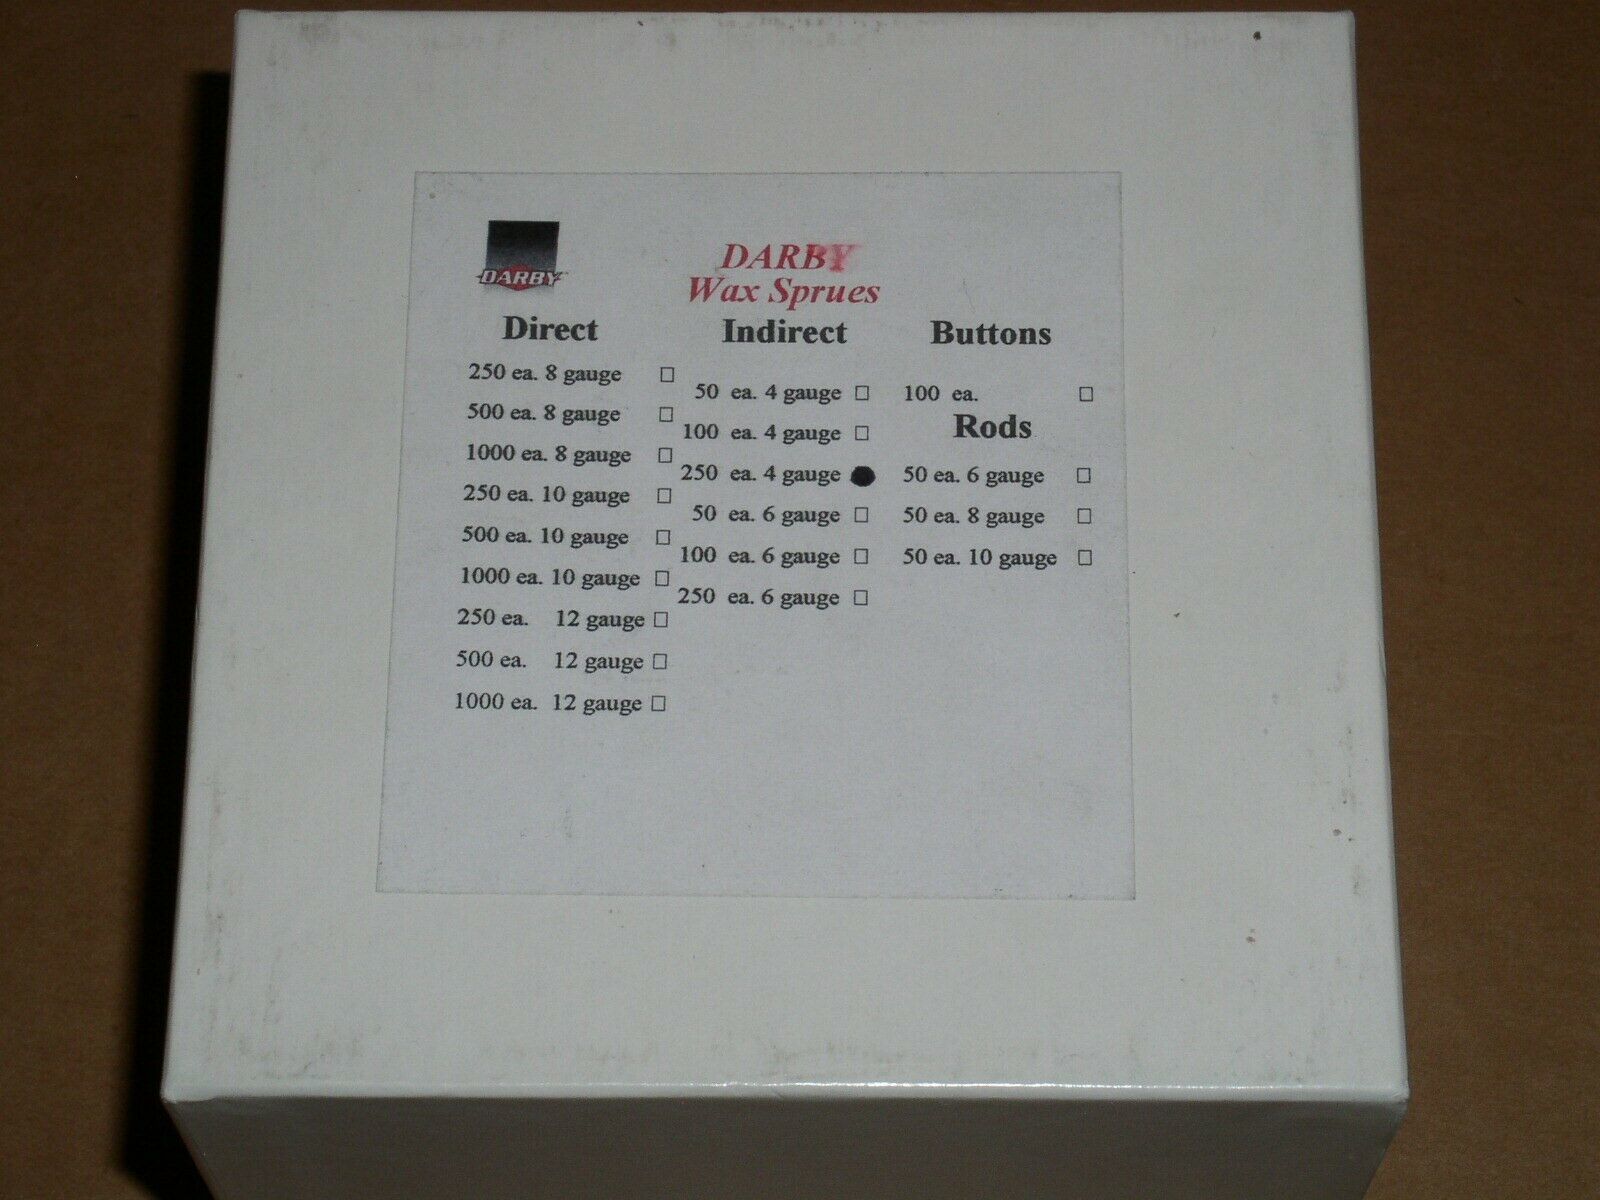 DARBY
DARBY
Wax Sprues
Direct
250 ea. 8 gauge
500 ea. 8 gauge
1000 ea. 8 gauge
250 ea. 10 gauge
500 ea. 10 gauge
1000 ea. 10 gauge
250 ea. 12 gauge
500 ea. 12 gauge
1000 ea. 12 gauge
Indirect
50 ea. 4 gauge
100 ea. 4 gauge
250 ea. 4 gauge
50 ea. 6 gauge
100 ea. 6 gauge
250 ea. 6 gauge
Buttons
100 ea.
Rods
50 ea. 6 gauge
50 ea. 8 gauge
50 ea. 10 gauge